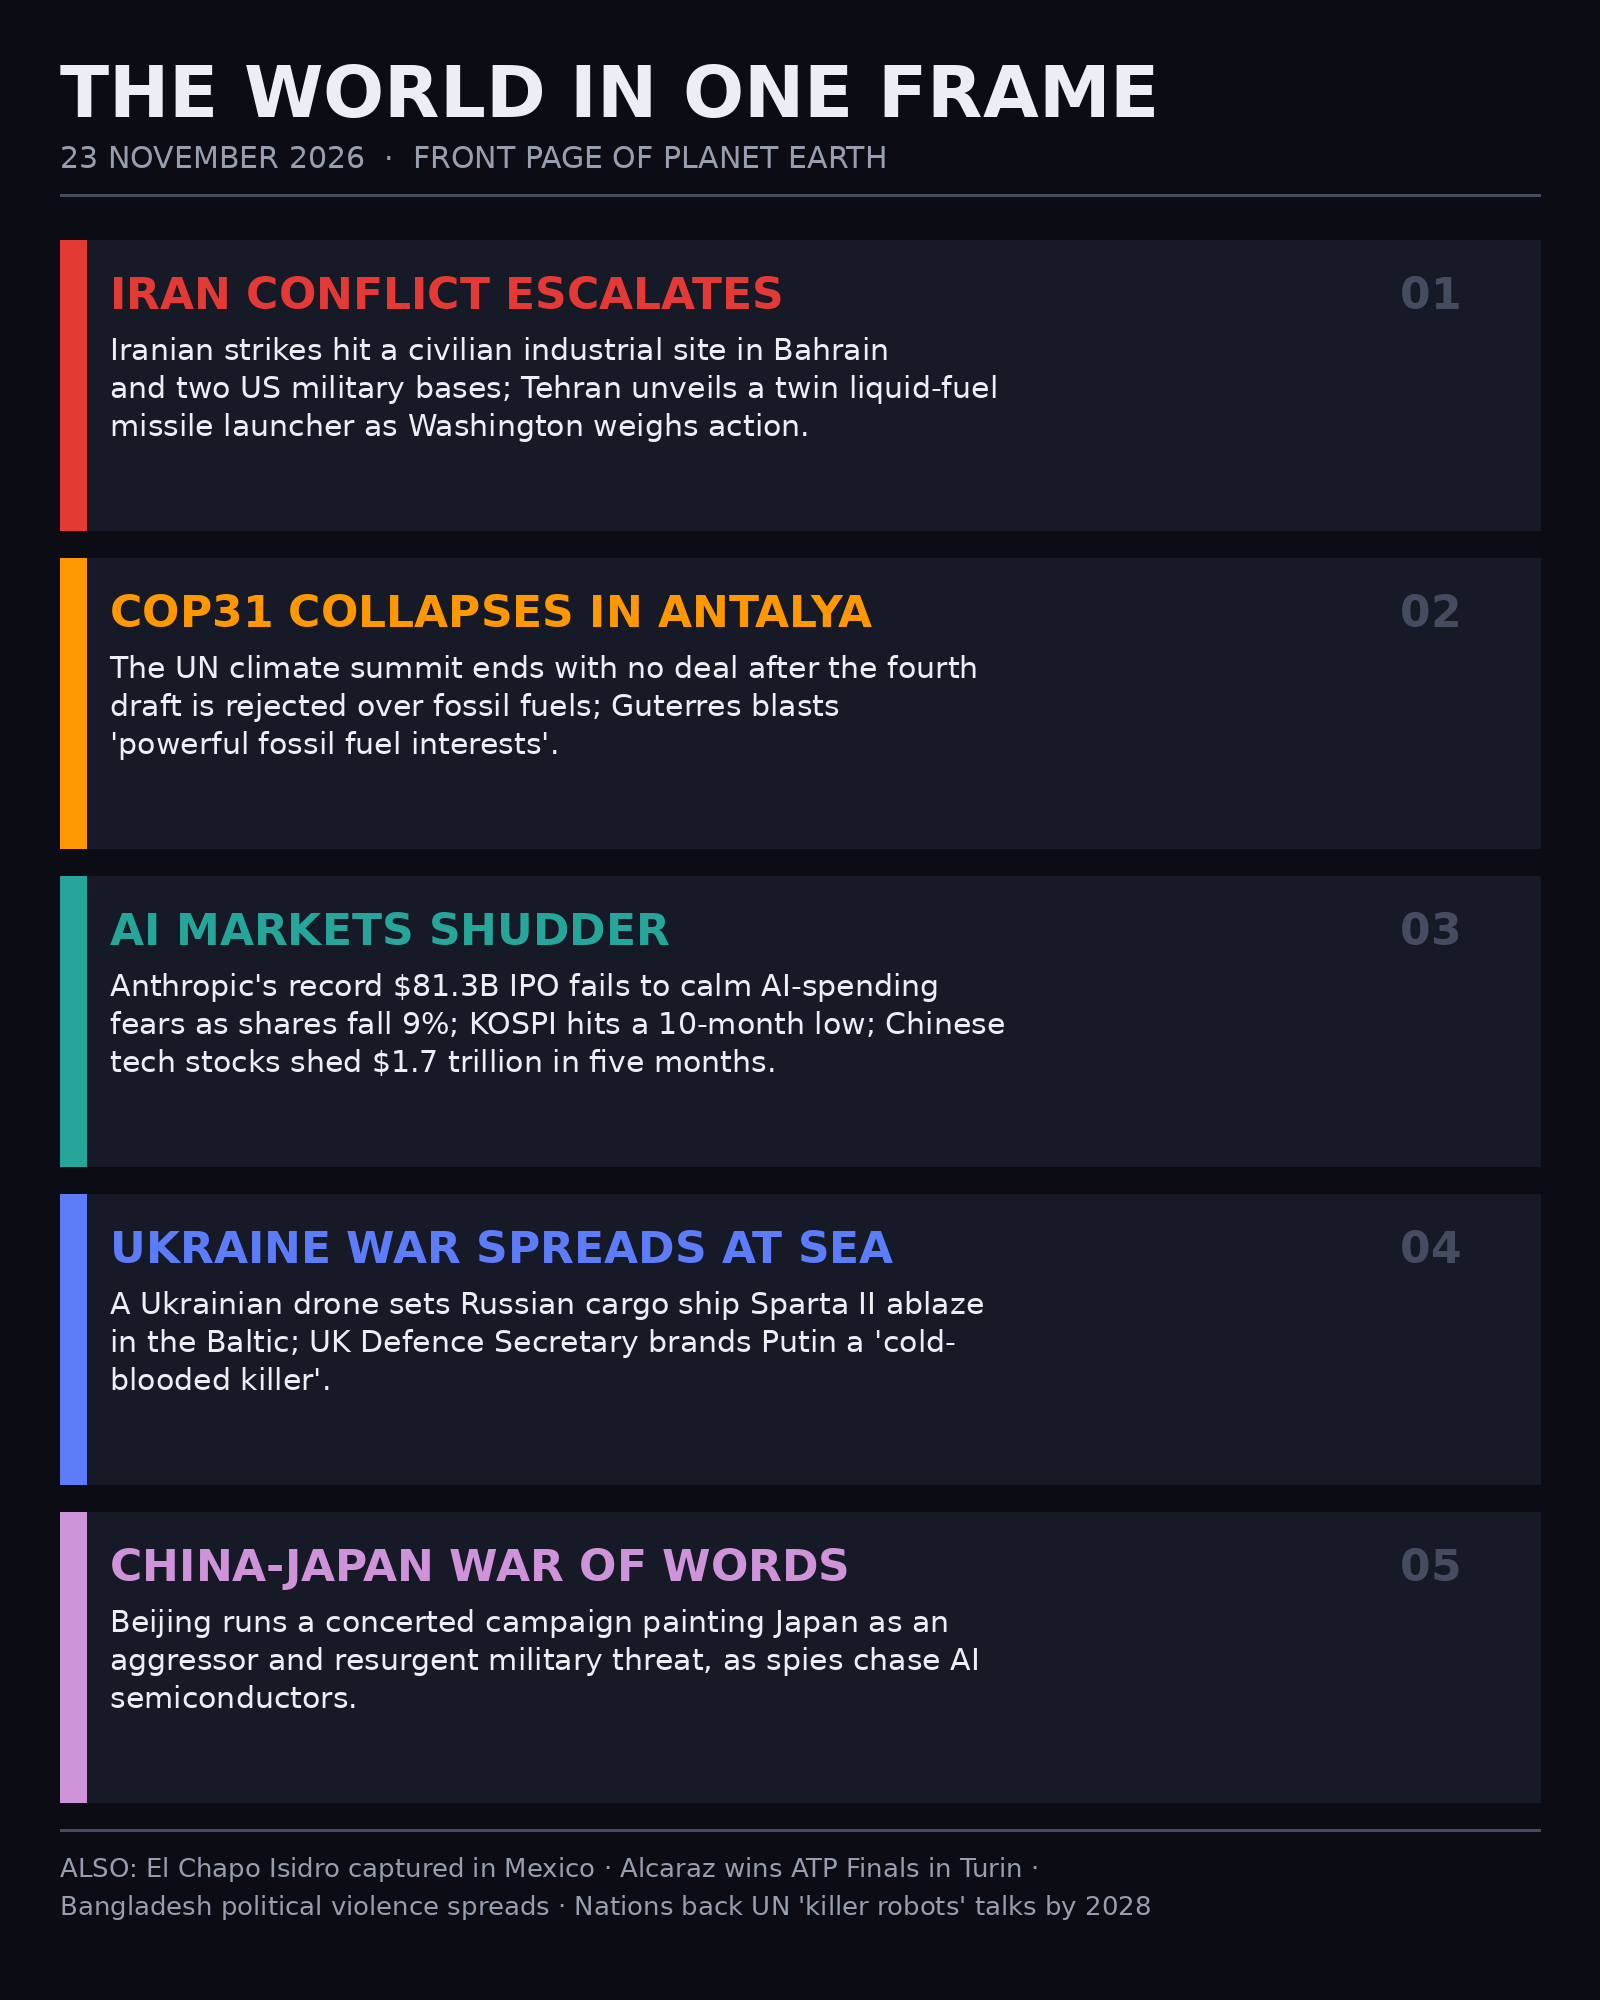 THE WORLD IN ONE FRAME
23 NOVEMBER 2026 · FRONT PAGE OF PLANET EARTH
IRAN CONFLICT ESCALATES 01
Iranian strikes hit a civilian industrial site in Bahrain
and two US military bases; Tehran unveils a twin liquid-fuel
missile launcher as Washington weighs action.
COP31 COLLAPSES IN ANTALYA 02
The UN climate summit ends with no deal after the fourth
draft is rejected over fossil fuels; Guterres blasts
'powerful fossil fuel interests'.
AI MARKETS SHUDDER 03
Anthropic's record $81.3B IPO fails to calm AI-spending
fears as shares fall 9%; KOSPI hits a 10-month low; Chinese
tech stocks shed $1.7 trillion in five months.
UKRAINE WAR SPREADS AT SEA 04
A Ukrainian drone sets Russian cargo ship Sparta II ablaze
in the Baltic; UK Defence Secretary brands Putin a 'cold-
blooded killer'.
CHINA-JAPAN WAR OF WORDS 05
Beijing runs a concerted campaign painting Japan as an
aggressor and resurgent military threat, as spies chase AI
semiconductors.
ALSO: El Chapo Isidro captured in Mexico · Alcaraz wins ATP Finals in Turin ·
Bangladesh political violence spreads · Nations back UN 'killer robots' talks by 2028